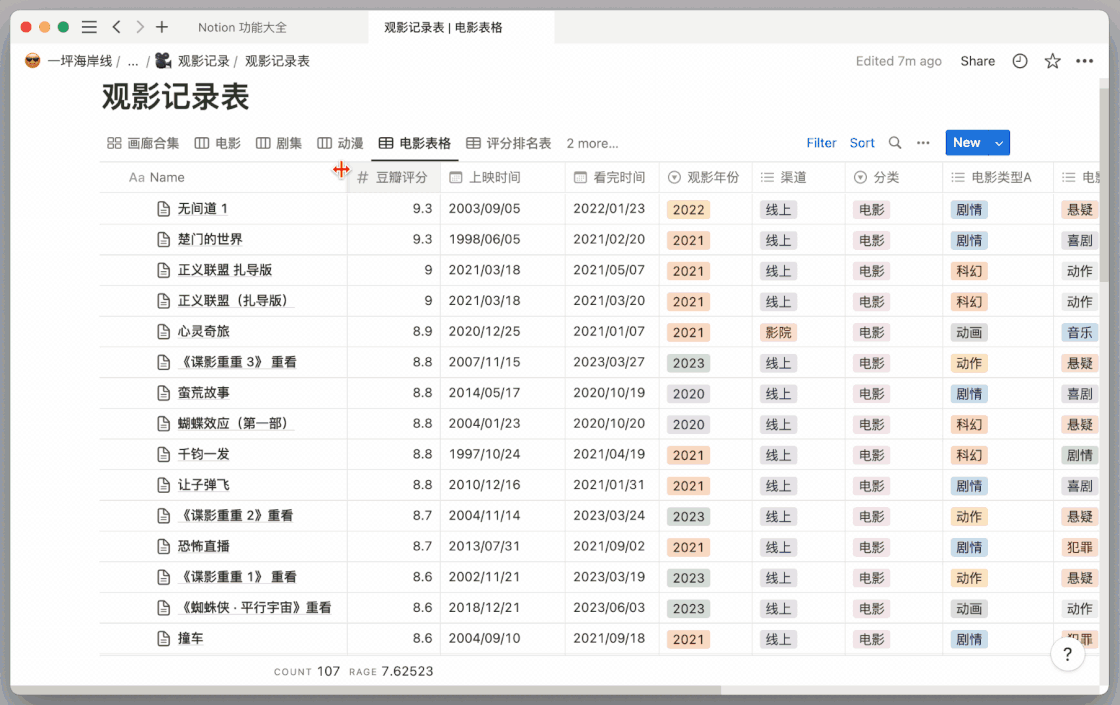 Notion 功能大全 观影记录表 | 电影表格
一坪海岸线 / ... / 观影记录 / 观影记录表 Edited 7m ago Share
观影记录表
画廊合集 电影 剧集 动漫 电影表格 评分排名表 2 more... Filter Sort New
Aa Name # 豆瓣评分 上映时间 看完时间 观影年份 渠道 分类 电影类型A 电影
无间道 1 9.3 2003/09/05 2022/01/23 2022 线上 电影 剧情 悬疑
楚门的世界 9.3 1998/06/05 2021/02/20 2021 线上 电影 剧情 喜剧
正义联盟 扎导版 9 2021/03/18 2021/05/07 2021 线上 电影 科幻 动作
正义联盟（扎导版） 9 2021/03/18 2021/03/20 2021 线上 电影 科幻 动作
心灵奇旅 8.9 2020/12/25 2021/01/07 2021 影院 电影 动画 音乐
《谍影重重 3》 重看 8.8 2007/11/15 2023/03/27 2023 线上 电影 动作 悬疑
蛮荒故事 8.8 2014/05/17 2020/10/19 2020 线上 电影 剧情 喜剧
蝴蝶效应（第一部） 8.8 2004/01/23 2020/10/20 2020 线上 电影 科幻 悬疑
千钧一发 8.8 1997/10/24 2021/04/19 2021 线上 电影 科幻 剧情
让子弹飞 8.8 2010/12/16 2021/01/31 2021 线上 电影 剧情 喜剧
《谍影重重 2》重看 8.7 2004/11/14 2023/03/24 2023 线上 电影 动作 悬疑
恐怖直播 8.7 2013/07/31 2021/09/02 2021 线上 电影 剧情 犯罪
《谍影重重 1》 重看 8.6 2002/11/21 2023/03/19 2023 线上 电影 动作 悬疑
《蜘蛛侠 · 平行宇宙》重看 8.6 2018/12/21 2023/06/03 2023 线上 电影 动画 动作
撞车 8.6 2004/09/10 2021/09/18 2021 线上 电影 剧情 犯罪
COUNT 107 RAGE 7.62523 ?